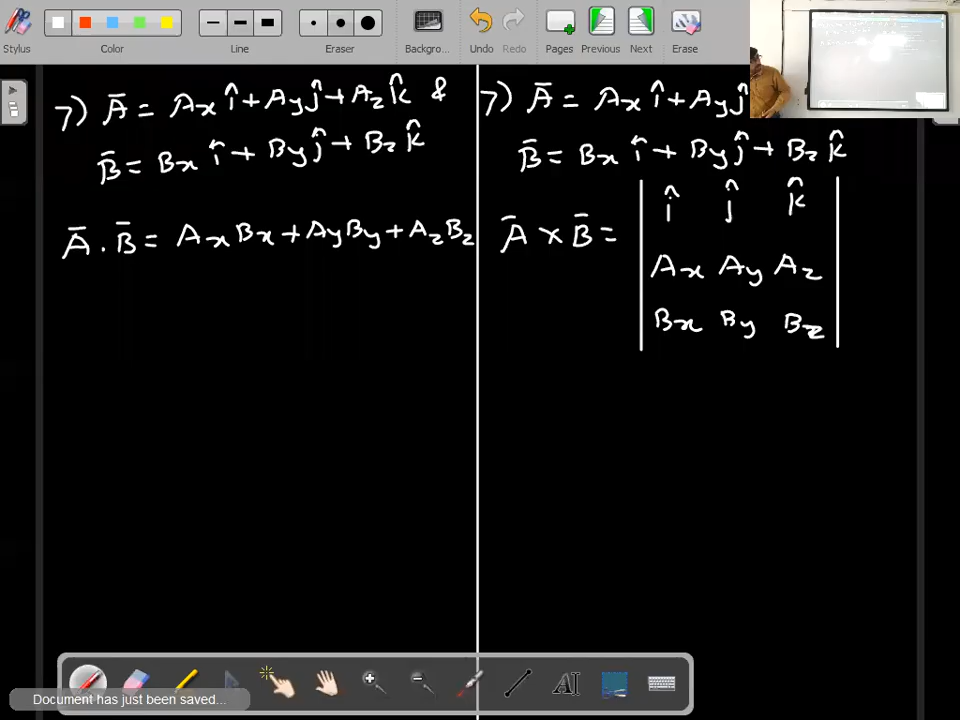 Stylus
Color
Line
Eraser
Backgro...
Undo
Redo
Pages
Previous
Next
Erase
7) A̅ = Ax î + Ay ĵ + Az k̂ &
B̅ = Bx î + By ĵ + Bz k̂
A̅ . B̅ = AxBx + AyBy + AzBz
7) A̅ = Ax î + Ay ĵ
B̅ = Bx î + By ĵ + Bz k̂
î ĵ k̂
A̅ × B̅ =
Ax Ay Az
Bx By Bz
AI
Document has just been saved...